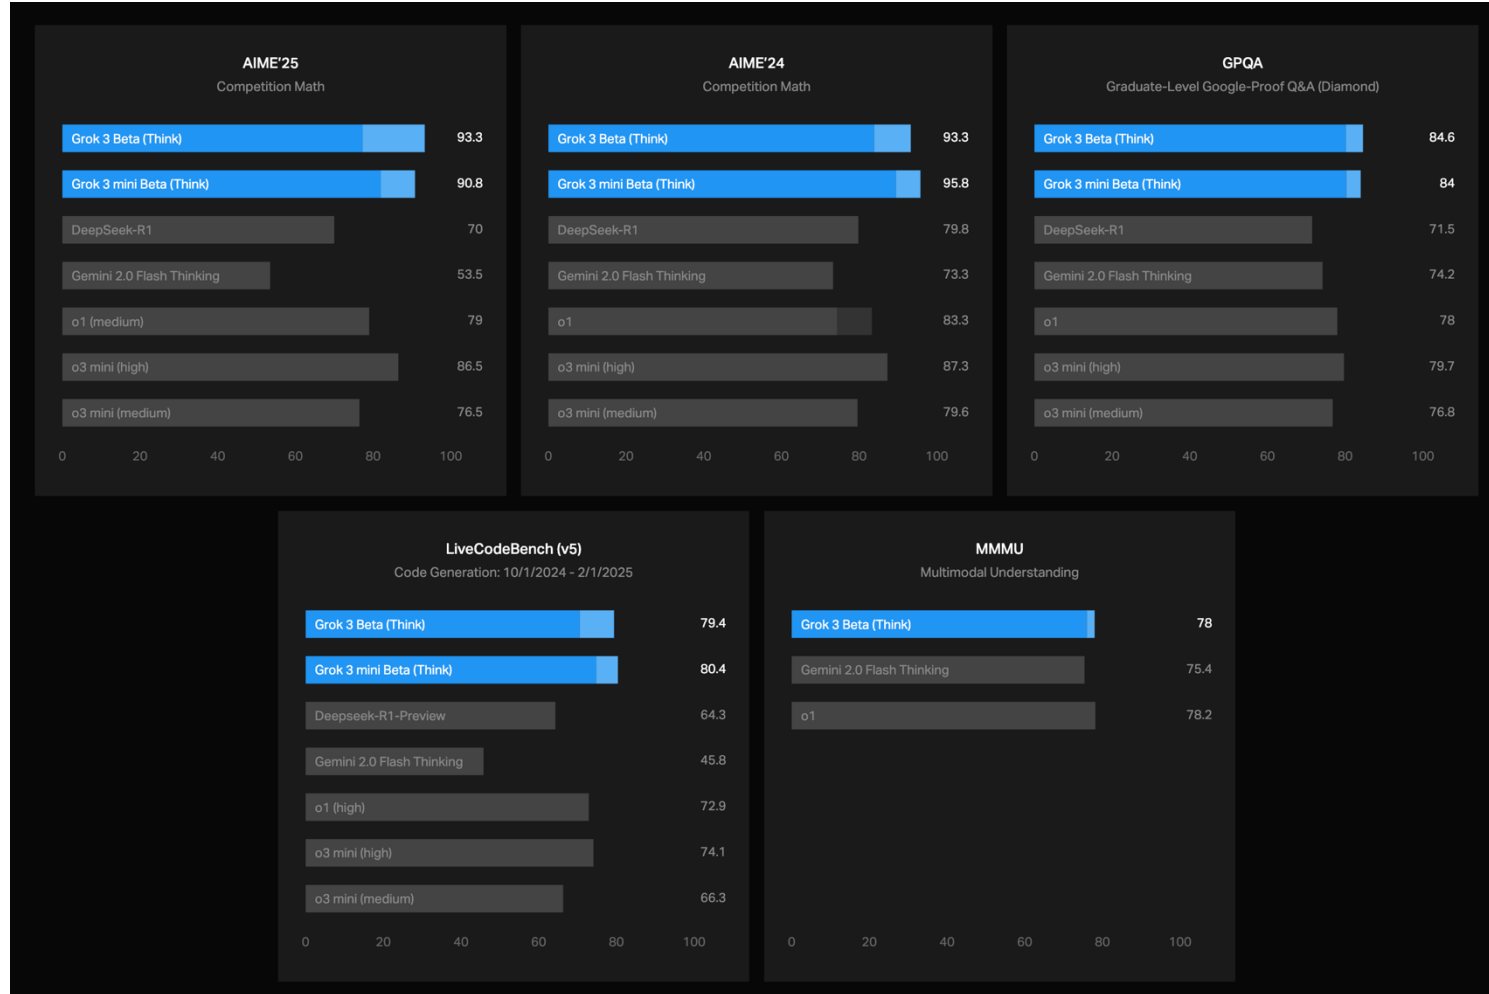 AIME’25
Competition Math
Grok 3 Beta (Think) 93.3
Grok 3 mini Beta (Think) 90.8
DeepSeek-R1 70
Gemini 2.0 Flash Thinking 53.5
o1 (medium) 79
o3 mini (high) 86.5
o3 mini (medium) 76.5
0 20 40 60 80 100
AIME’24
Competition Math
Grok 3 Beta (Think) 93.3
Grok 3 mini Beta (Think) 95.8
DeepSeek-R1 79.8
Gemini 2.0 Flash Thinking 73.3
o1 83.3
o3 mini (high) 87.3
o3 mini (medium) 79.6
0 20 40 60 80 100
GPQA
Graduate-Level Google-Proof Q&A (Diamond)
Grok 3 Beta (Think) 84.6
Grok 3 mini Beta (Think) 84
DeepSeek-R1 71.5
Gemini 2.0 Flash Thinking 74.2
o1 78
o3 mini (high) 79.7
o3 mini (medium) 76.8
0 20 40 60 80 100
LiveCodeBench (v5)
Code Generation: 10/1/2024 - 2/1/2025
Grok 3 Beta (Think) 79.4
Grok 3 mini Beta (Think) 80.4
Deepseek-R1-Preview 64.3
Gemini 2.0 Flash Thinking 45.8
o1 (high) 72.9
o3 mini (high) 74.1
o3 mini (medium) 66.3
0 20 40 60 80 100
MMMU
Multimodal Understanding
Grok 3 Beta (Think) 78
Gemini 2.0 Flash Thinking 75.4
o1 78.2
0 20 40 60 80 100